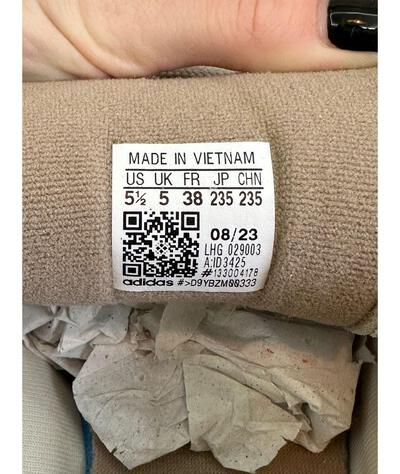 MADE IN VIETNAM
US UK FR JP CHN
5½ 5 38 235 235
08/23
LHG 029003
A:ID3425
#133004178
adidas #>D9YBZM00333